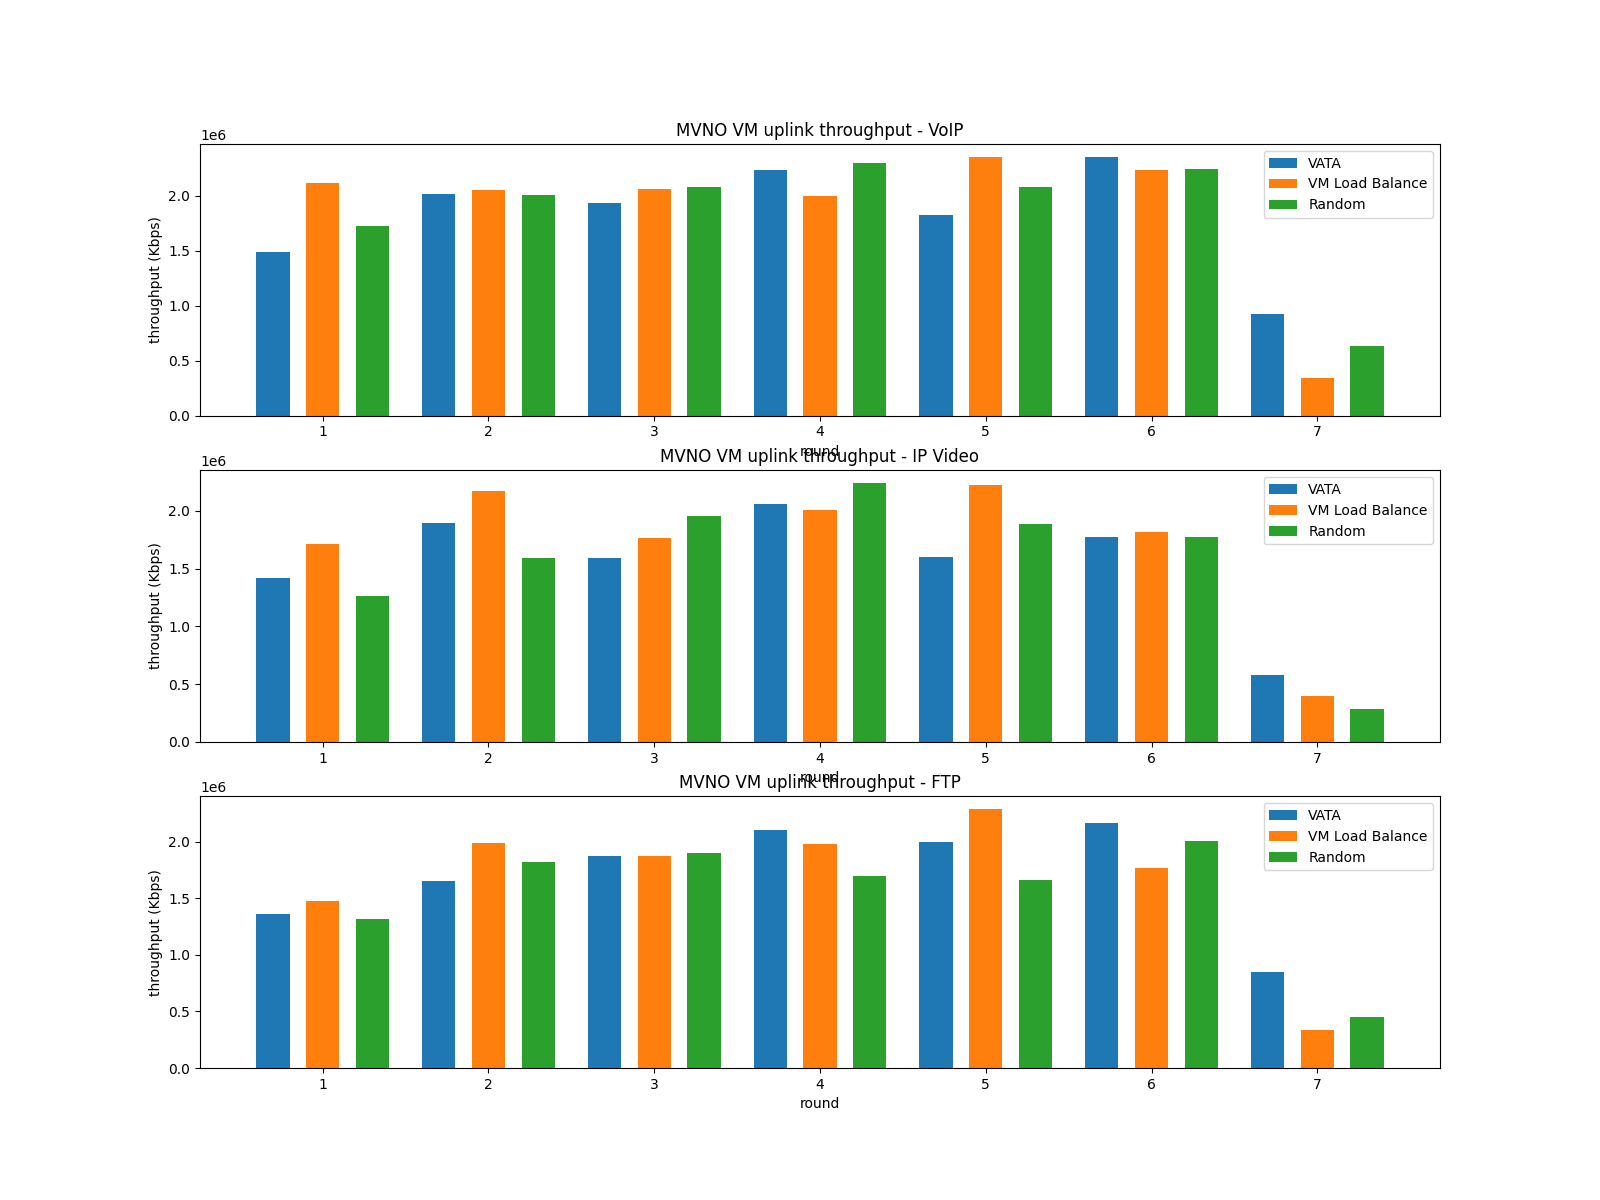 MVNO VM uplink throughput - VoIP
1e6
throughput (Kbps)
2.0
1.5
1.0
0.5
0.0
VATA
VM Load Balance
Random
1 2 3 4 5 6 7
round
MVNO VM uplink throughput - IP Video
1e6
throughput (Kbps)
2.0
1.5
1.0
0.5
0.0
VATA
VM Load Balance
Random
1 2 3 4 5 6 7
round
MVNO VM uplink throughput - FTP
1e6
throughput (Kbps)
2.0
1.5
1.0
0.5
0.0
VATA
VM Load Balance
Random
1 2 3 4 5 6 7
round